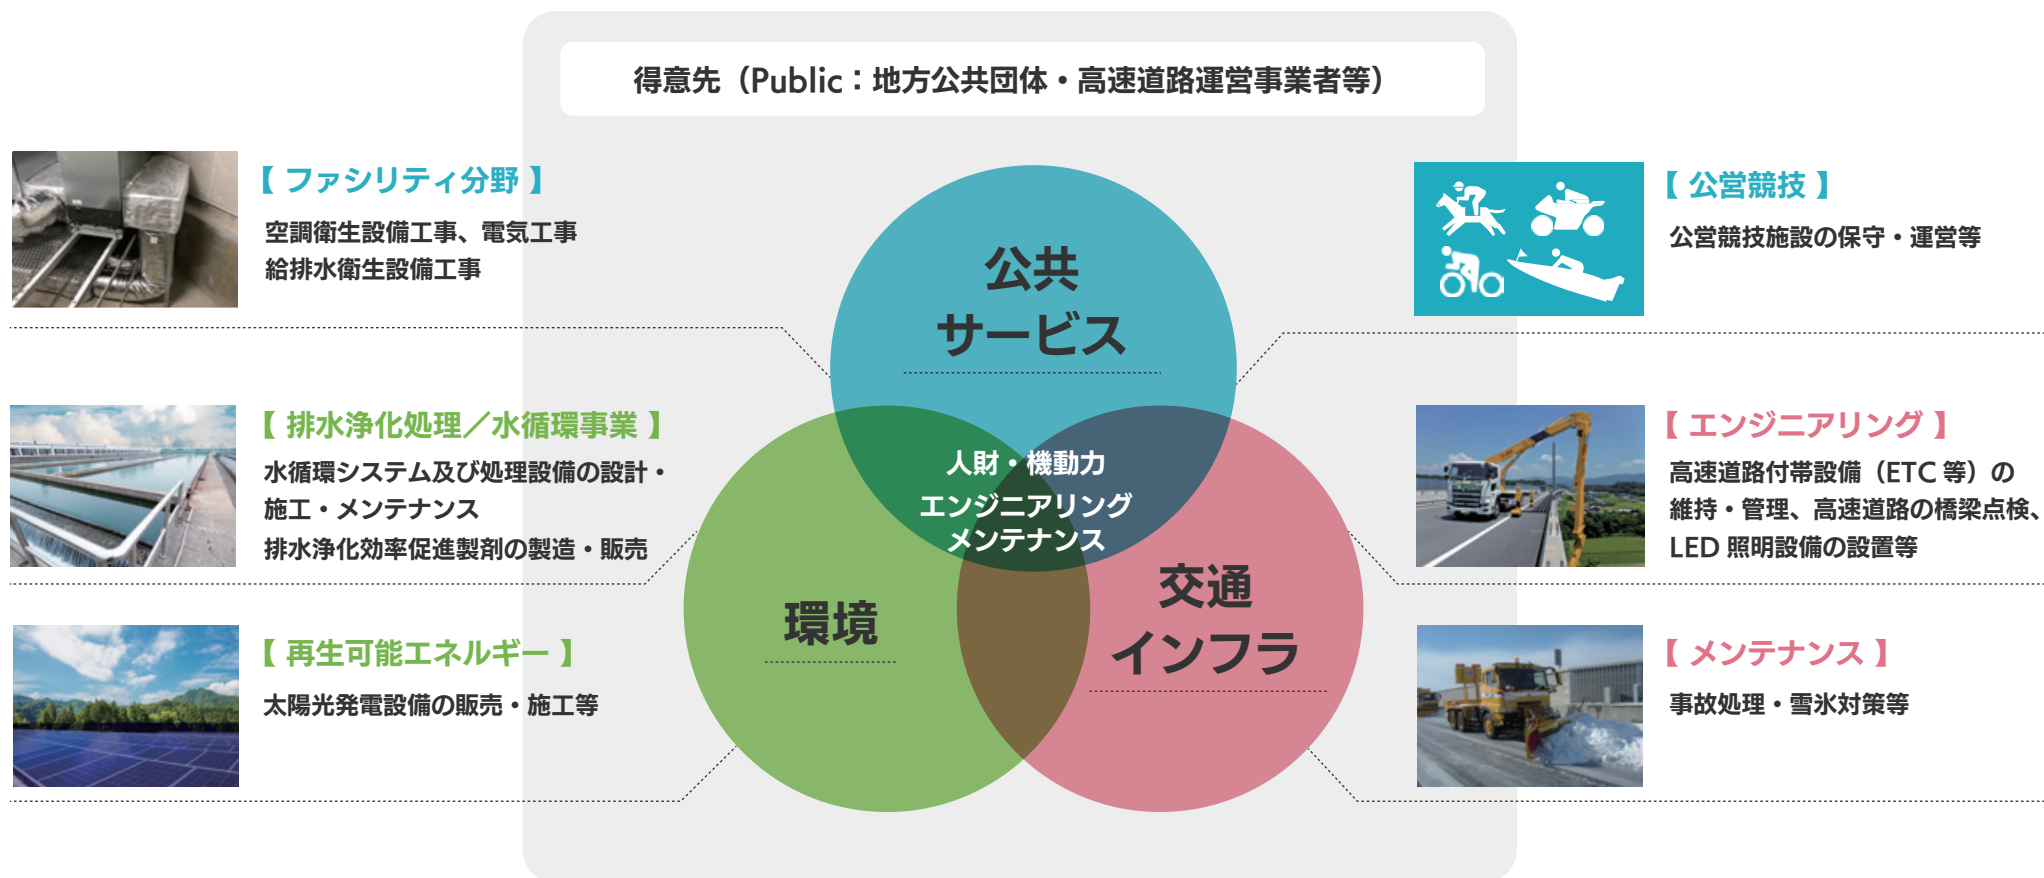 得意先（Public：地方公共団体・高速道路運営事業者等）
【 ファシリティ分野 】
空調衛生設備工事、電気工事
給排水衛生設備工事
【 公営競技 】
公営競技施設の保守・運営等
公共
サービス
【 排水浄化処理／水循環事業 】
水循環システム及び処理設備の設計・
施工・メンテナンス
排水浄化効率促進製剤の製造・販売
人財・機動力
エンジニアリング
メンテナンス
【 エンジニアリング 】
高速道路付帯設備（ETC 等）の
維持・管理、高速道路の橋梁点検、
LED 照明設備の設置等
環境
交通
インフラ
【 再生可能エネルギー 】
太陽光発電設備の販売・施工等
【 メンテナンス 】
事故処理・雪氷対策等